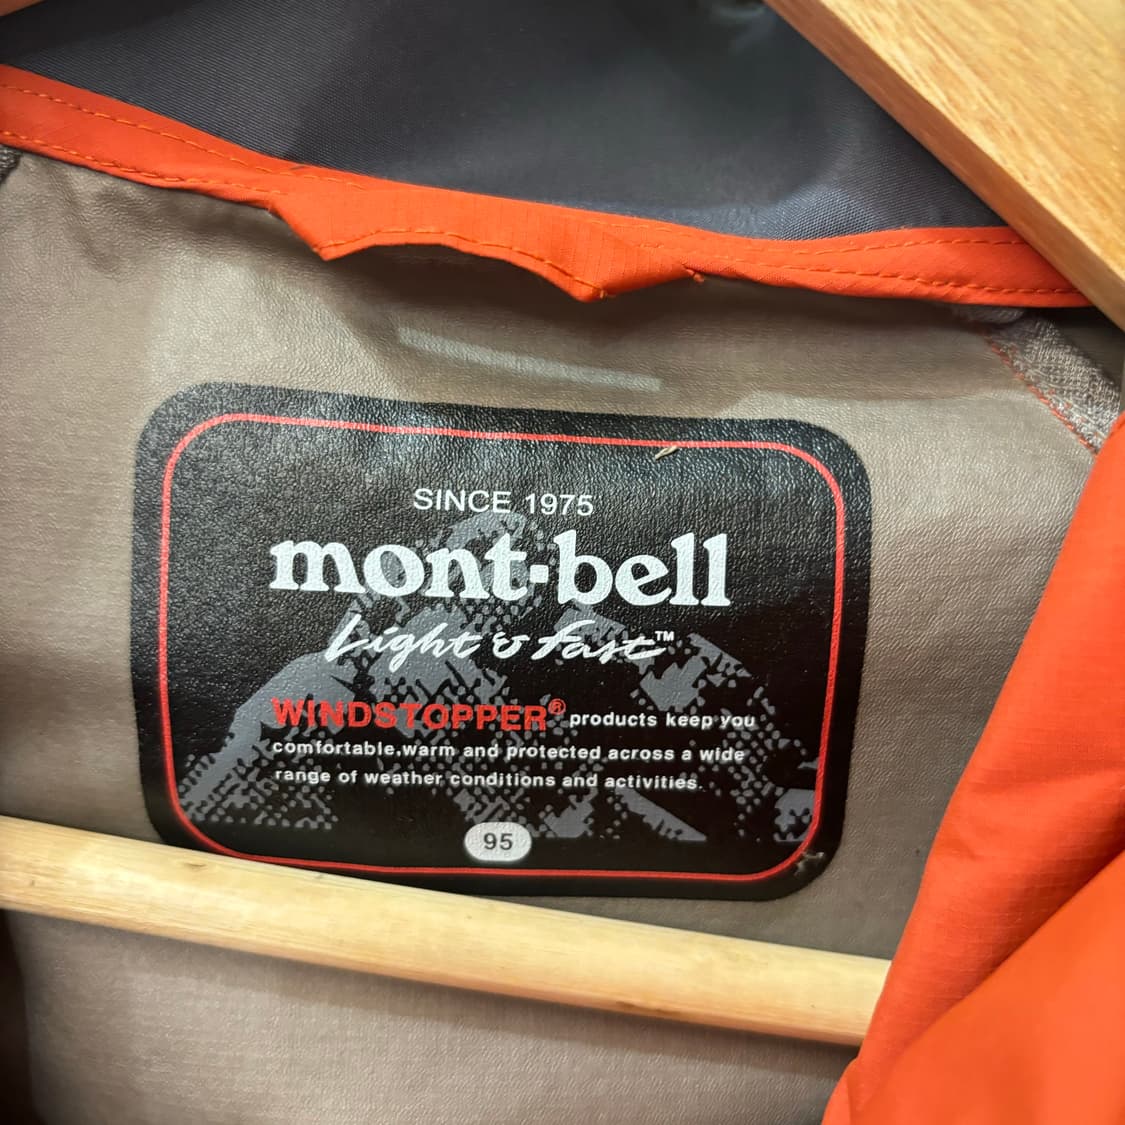 SINCE 1975
mont·bell
Light & Fast™
WINDSTOPPER® products keep you
comfortable,warm and protected across a wide
range of weather conditions and activities.
95